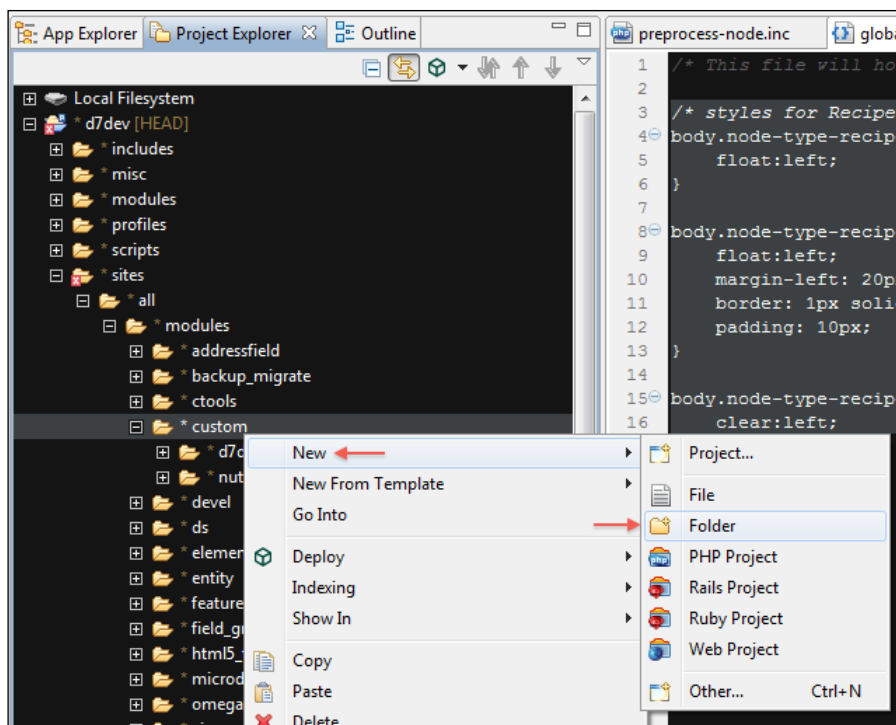 App Explorer Project Explorer Outline
preprocess-node.inc
Local Filesystem
* d7dev [HEAD]
* includes
* misc
* modules
* profiles
* scripts
* sites
* all
* modules
* addressfield
* backup_migrate
* ctools
* custom
* devel
* ds
* entity
1 /* This file will
2
3 /* styles for
4 body.node-type-recip
5 float:left;
6 }
7
8 body.node-type-recip
9 float:left;
10 margin-left: 20p
11 border: 1px soli
12 padding: 10px;
13 }
14
15 body.node-type-recip
16 clear:left;
New
New From Template
Go Into
Deploy
Indexing
Show In
Copy
Paste
Delete
Project...
File
Folder
php PHP Project
Rails Project
Ruby Project
Web Project
Other... Ctrl+N